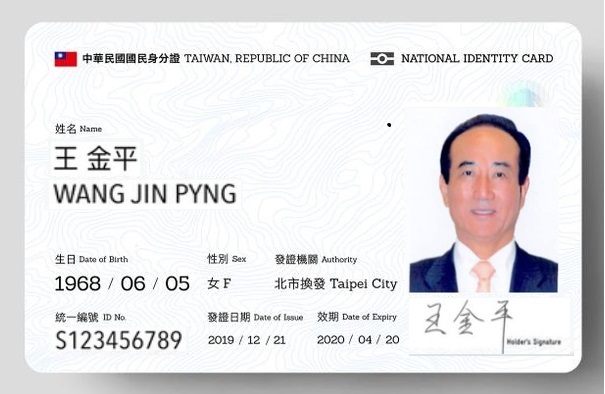 中華民國國民身分證 TAIWAN, REPUBLIC OF CHINA NATIONAL IDENTITY CARD
姓名 Name
王 金平
WANG JIN PYNG
生日 Date of Birth 性別 Sex 發證機關 Authority
1968 / 06 / 05 女 F 北市換發 Taipei City
統一編號 ID No. 發證日期 Date of Issue 效期 Date of Expiry
S123456789 2019 / 12 / 21 2020 / 04 / 20
王金平
Holder's Signature